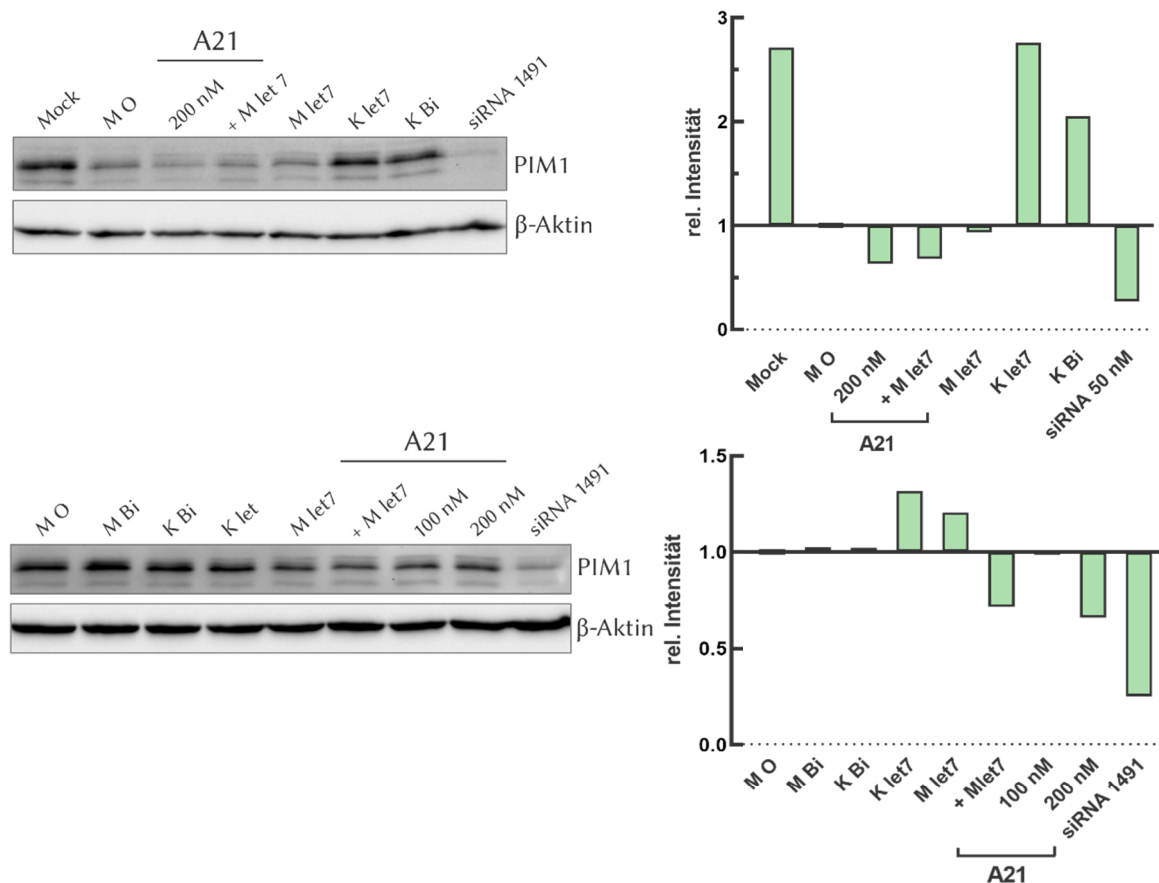 A21
Mock
M O
200 nM
+ M let 7
M let7
K let7
K Bi
siRNA 1491
PIM1
β-Aktin
rel. Intensität
3
2
1
0
Mock
M O
200 nM
+ M let7
M let7
K let7
K Bi
siRNA 50 nM
A21
A21
M O
M Bi
K Bi
K let
M let7
+ M let7
100 nM
200 nM
siRNA 1491
PIM1
β-Aktin
rel. Intensität
1.5
1.0
0.5
0.0
M O
M Bi
K Bi
K let7
M let7
+ Mlet7
100 nM
200 nM
siRNA 1491
A21